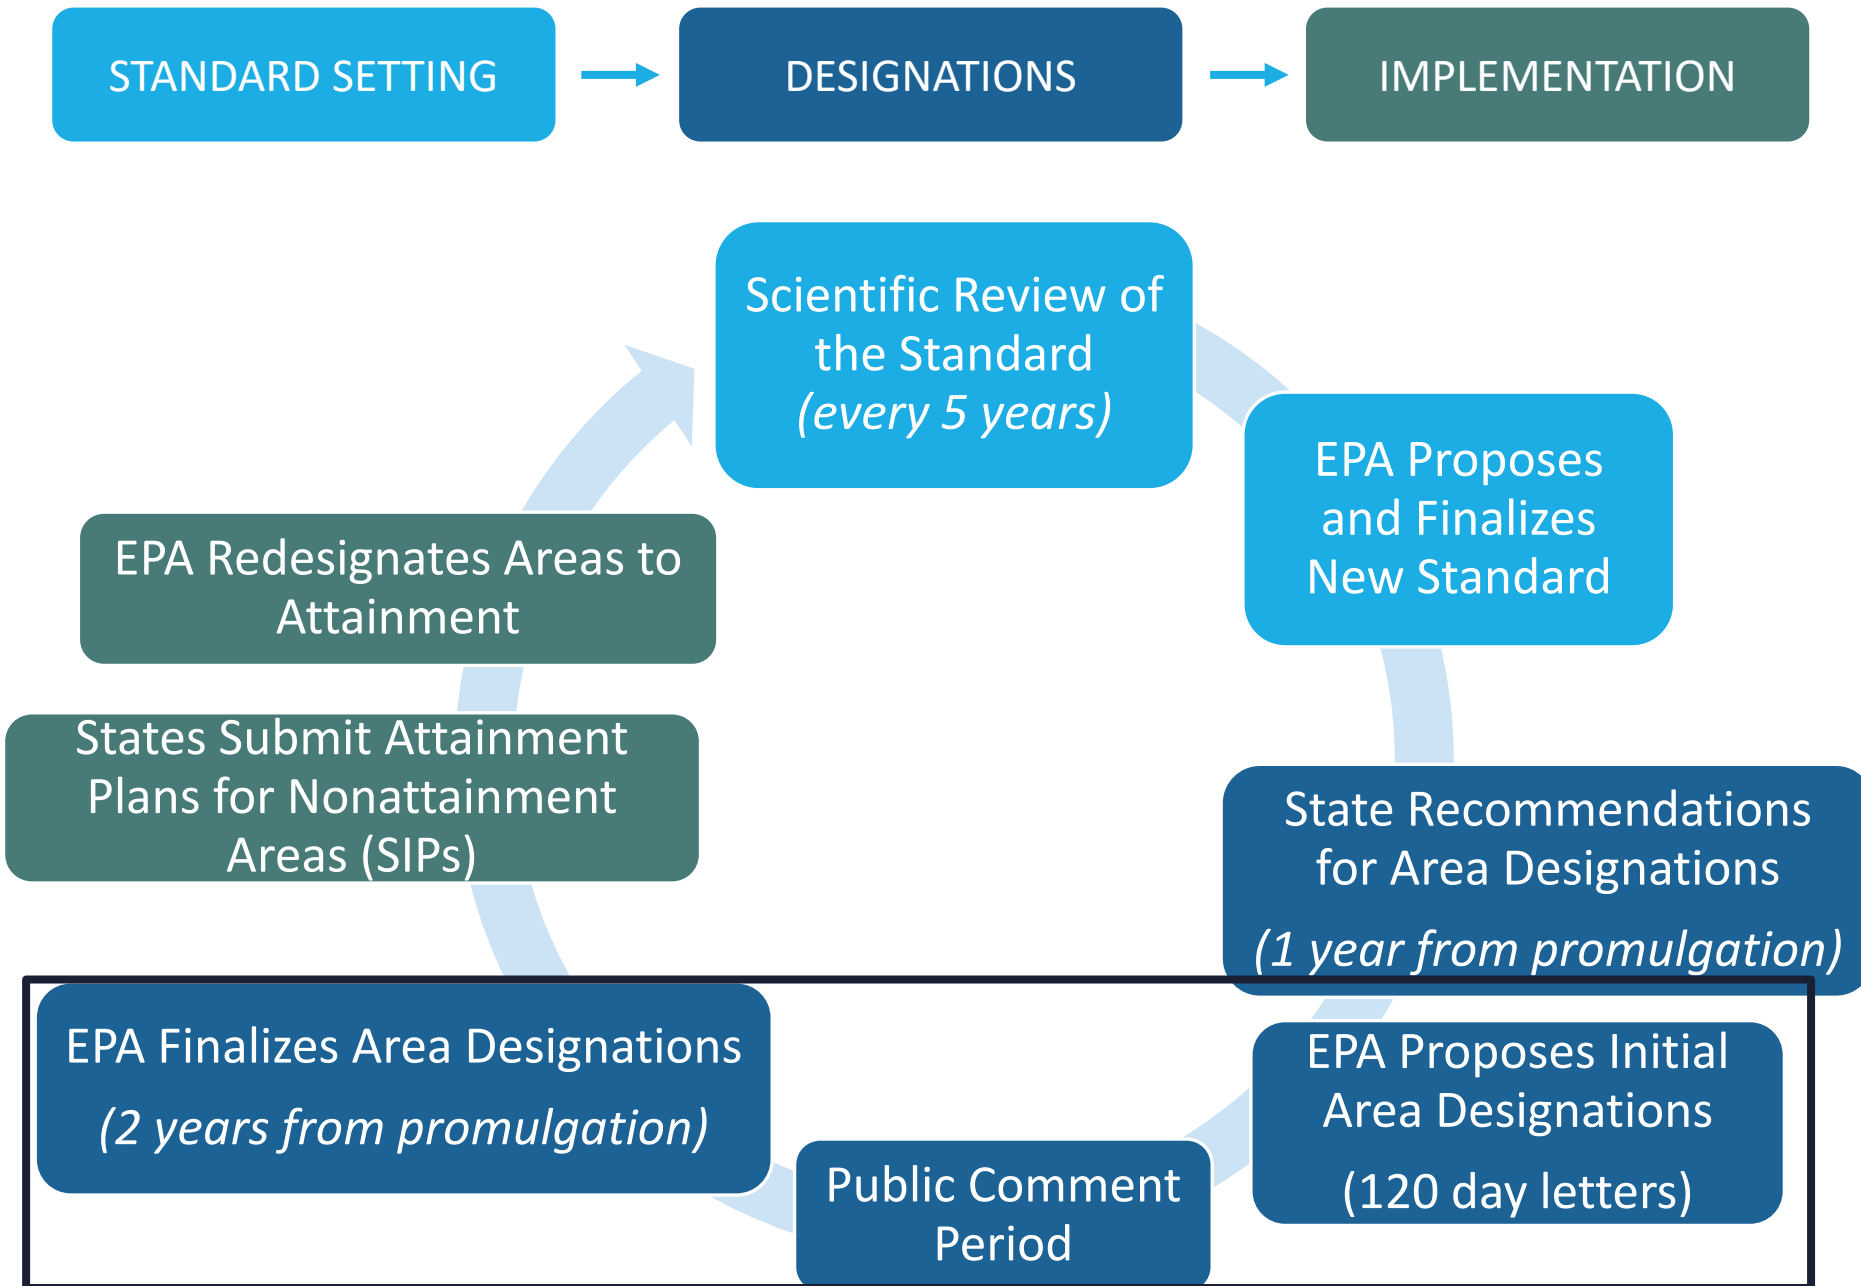 STANDARD SETTING
DESIGNATIONS
IMPLEMENTATION
Scientific Review of
the Standard
(every 5 years)
EPA Proposes
and Finalizes
New Standard
State Recommendations
for Area Designations
(1 year from promulgation)
EPA Proposes Initial
Area Designations
(120 day letters)
Public Comment
Period
EPA Finalizes Area Designations
(2 years from promulgation)
States Submit Attainment
Plans for Nonattainment
Areas (SIPs)
EPA Redesignates Areas to
Attainment